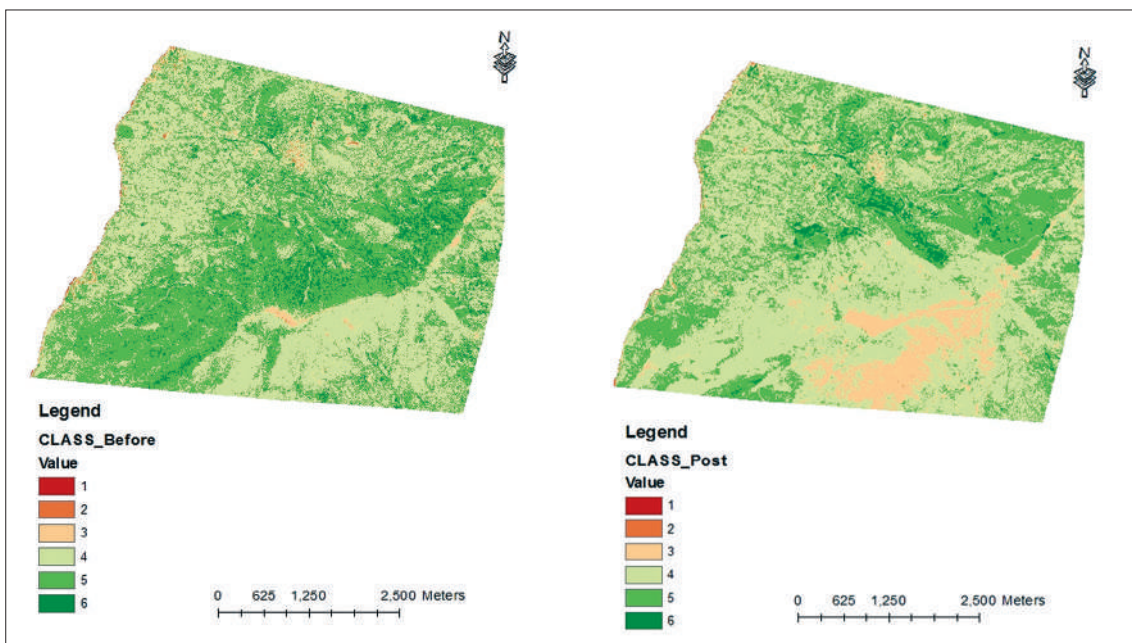 N
Legend
CLASS_Before
Value
1
2
3
4
5
6
0 625 1,250 2,500 Meters
N
Legend
CLASS_Post
Value
1
2
3
4
5
6
0 625 1,250 2,500 Meters